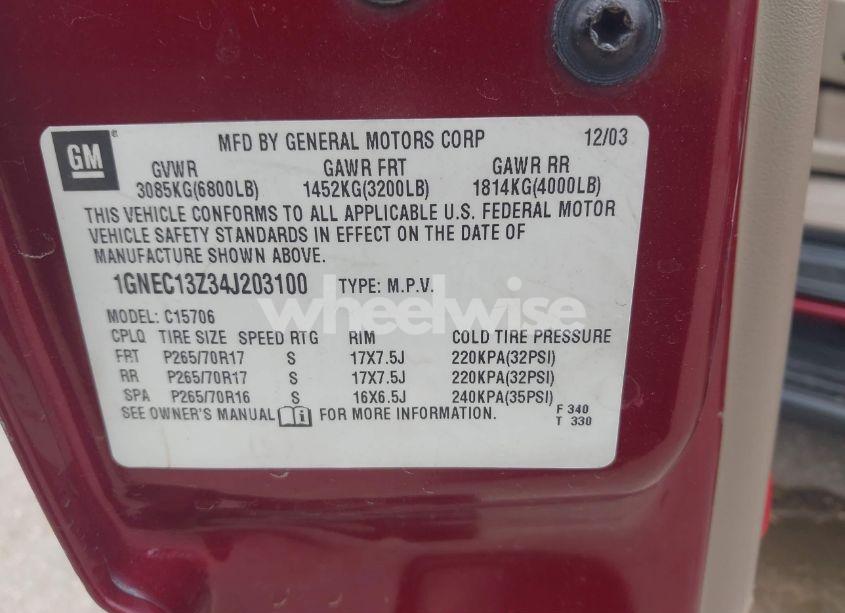 GM
MFD BY GENERAL MOTORS CORP 12/03
GVWR GAWR FRT GAWR RR
3085KG(6800LB) 1452KG(3200LB) 1814KG(4000LB)
THIS VEHICLE CONFORMS TO ALL APPLICABLE U.S. FEDERAL MOTOR
VEHICLE SAFETY STANDARDS IN EFFECT ON THE DATE OF
MANUFACTURE SHOWN ABOVE.
1GNEC13Z34J203100 TYPE: M.P.V.
wheelwise
MODEL: C15706
CPLQ TIRE SIZE SPEED RTG RIM COLD TIRE PRESSURE
FRT P265/70R17 S 17X7.5J 220KPA(32PSI)
RR P265/70R17 S 17X7.5J 220KPA(32PSI)
SPA P265/70R16 S 16X6.5J 240KPA(35PSI)
SEE OWNER'S MANUAL FOR MORE INFORMATION. F 340
T 330